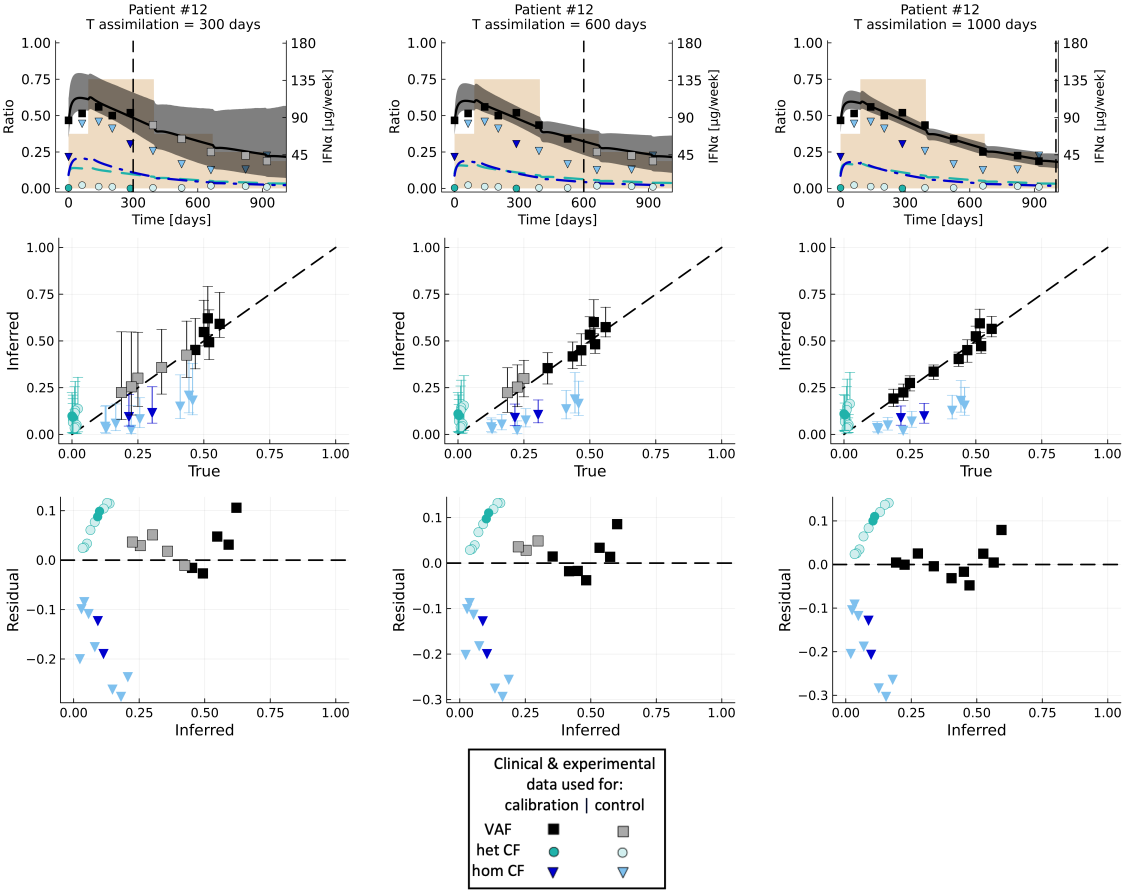 Patient #12
T assimilation = 300 days
1.00
0.75
0.50
0.25
0.00
Ratio
180
135
90
45
IFNα [μg/week]
0
300
600
900
Time [days]
Patient #12
T assimilation = 600 days
1.00
0.75
0.50
0.25
0.00
Ratio
180
135
90
45
IFNα [μg/week]
0
300
600
900
Time [days]
Patient #12
T assimilation = 1000 days
1.00
0.75
0.50
0.25
0.00
Ratio
180
135
90
45
IFNα [μg/week]
0
300
600
900
Time [days]
1.00
0.75
0.50
0.25
0.00
Inferred
0.00
0.25
0.50
0.75
1.00
True
1.00
0.75
0.50
0.25
0.00
Inferred
0.00
0.25
0.50
0.75
1.00
True
1.00
0.75
0.50
0.25
0.00
Inferred
0.00
0.25
0.50
0.75
1.00
True
0.1
0.0
−0.1
−0.2
Residual
0.00
0.25
0.50
0.75
1.00
Inferred
0.1
0.0
−0.1
−0.2
−0.3
Residual
0.00
0.25
0.50
0.75
1.00
Inferred
0.1
0.0
−0.1
−0.2
−0.3
Residual
0.00
0.25
0.50
0.75
1.00
Inferred
Clinical & experimental
data used for:
calibration | control
VAF
het CF
hom CF